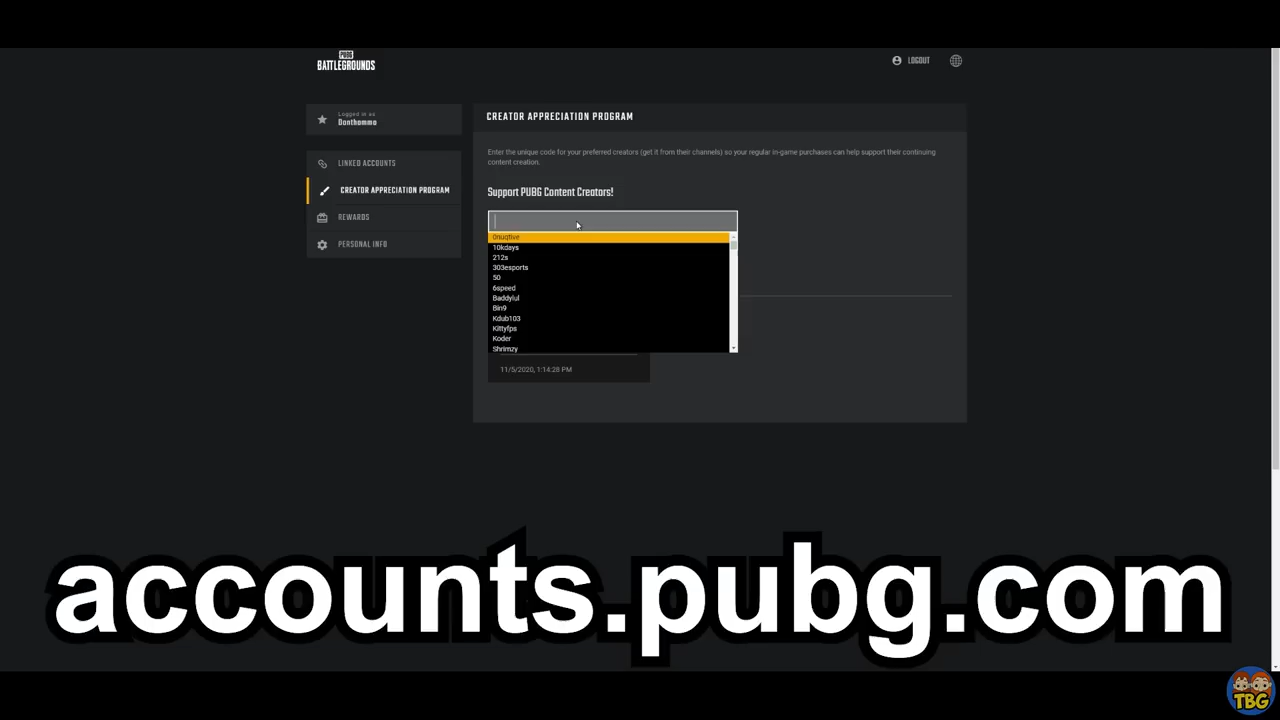 PUBG
BATTLEGROUNDS
LOGOUT
Logged in as
Donthommo
CREATOR APPRECIATION PROGRAM
Enter the unique code for your preferred creators (get it from their channels) so your regular in-game purchases can help support their continuing
content creation.
LINKED ACCOUNTS
CREATOR APPRECIATION PROGRAM
REWARDS
PERSONAL INFO
Support PUBG Content Creators!
0nuqtive
10kdays
212s
303esports
50
6speed
Baddylul
Bin9
Kdub103
Kittyfps
Koder
Shrimzy
11/5/2020, 1:14:28 PM
accounts.pubg.com
TBG